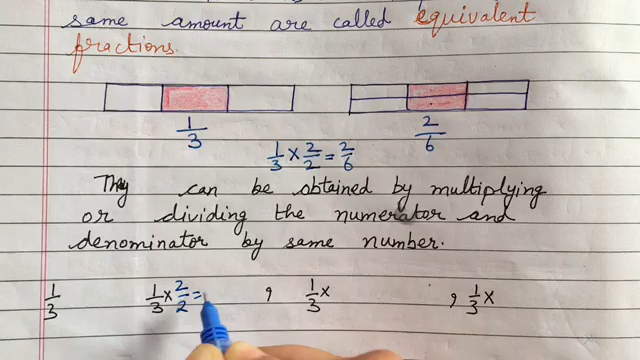 same amount are called equivalent
fractions.
1/3 2/6
1/3 × 2/2 = 2/6
They can be obtained by multiplying
or dividing the numerator and
denominator by same number.
1/3 1/3 × 2/2 = , 1/3 × , 1/3 ×